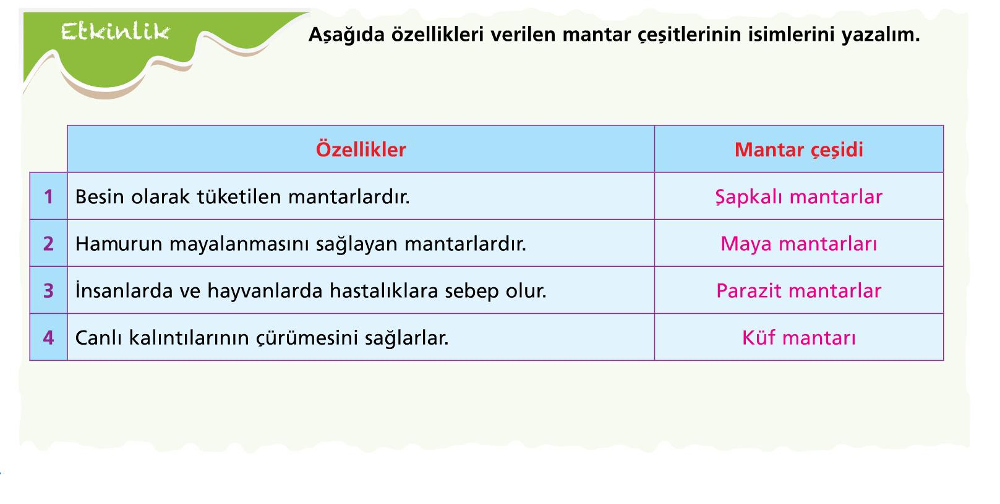 Etkinlik
Aşağıda özellikleri verilen mantar çeşitlerinin isimlerini yazalım.
Özellikler Mantar çeşidi
1 Besin olarak tüketilen mantarlardır. Şapkalı mantarlar
2 Hamurun mayalanmasını sağlayan mantarlardır. Maya mantarları
3 İnsanlarda ve hayvanlarda hastalıklara sebep olur. Parazit mantarlar
4 Canlı kalıntılarının çürümesini sağlarlar. Küf mantarı